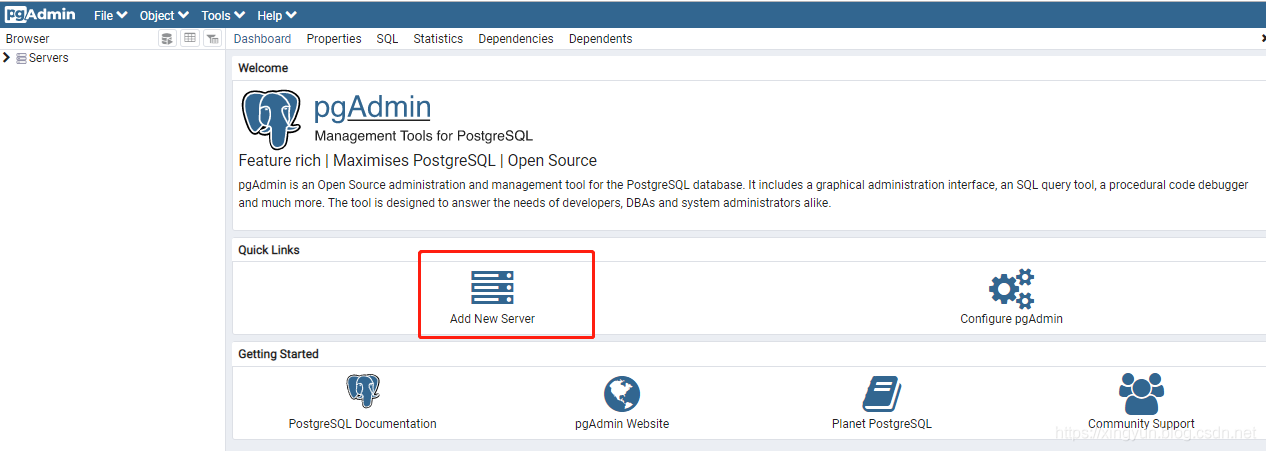 pgAdmin File Object Tools Help
Browser Dashboard Properties SQL Statistics Dependencies Dependents
Servers
Welcome
pgAdmin
Management Tools for PostgreSQL
Feature rich | Maximises PostgreSQL | Open Source
pgAdmin is an Open Source administration and management tool for the PostgreSQL database. It includes a graphical administration interface, an SQL query tool, a procedural code debugger
and much more. The tool is designed to answer the needs of developers, DBAs and system administrators alike.
Quick Links
Add New Server Configure pgAdmin
Getting Started
PostgreSQL Documentation pgAdmin Website Planet PostgreSQL Community Support
https://xingyun.blog.csdn.net